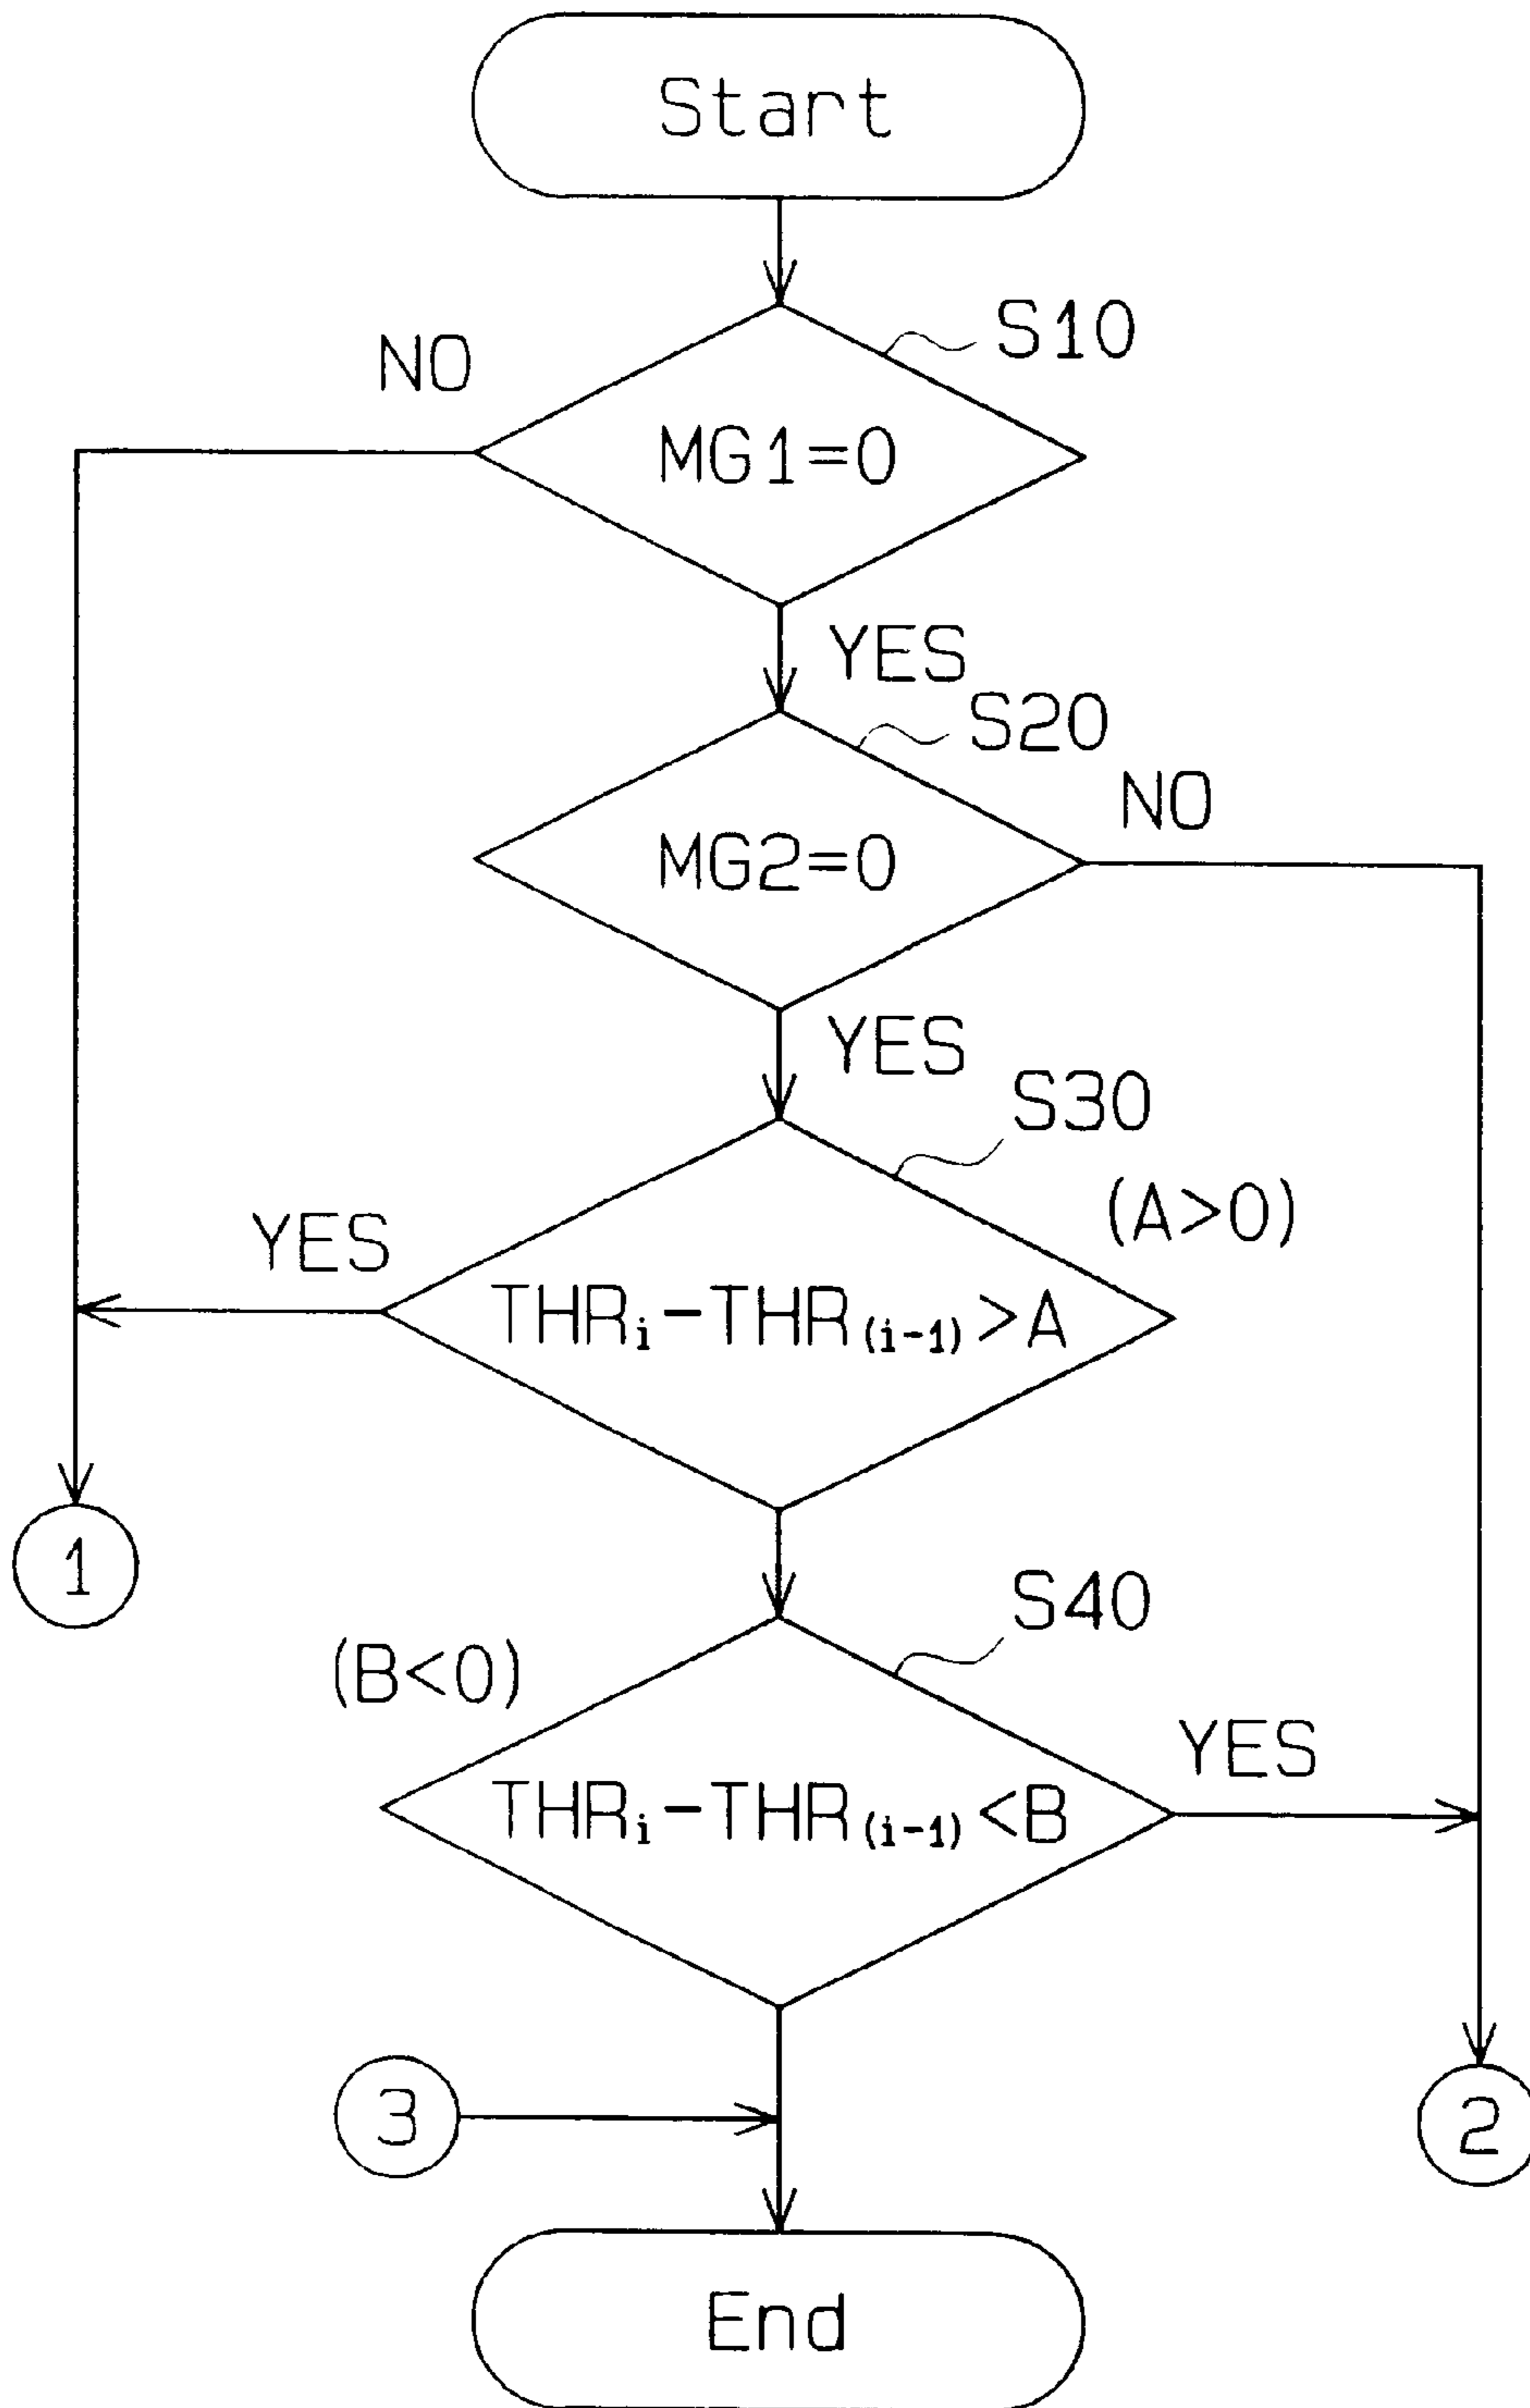 Start
S10
NO
MG1=0
YES
S20
NO
MG2=0
YES
S30
(A>0)
YES
THRi-THR(i-1)>A
1
S40
(B<0)
YES
THRi-THR(i-1)<B
3
2
End